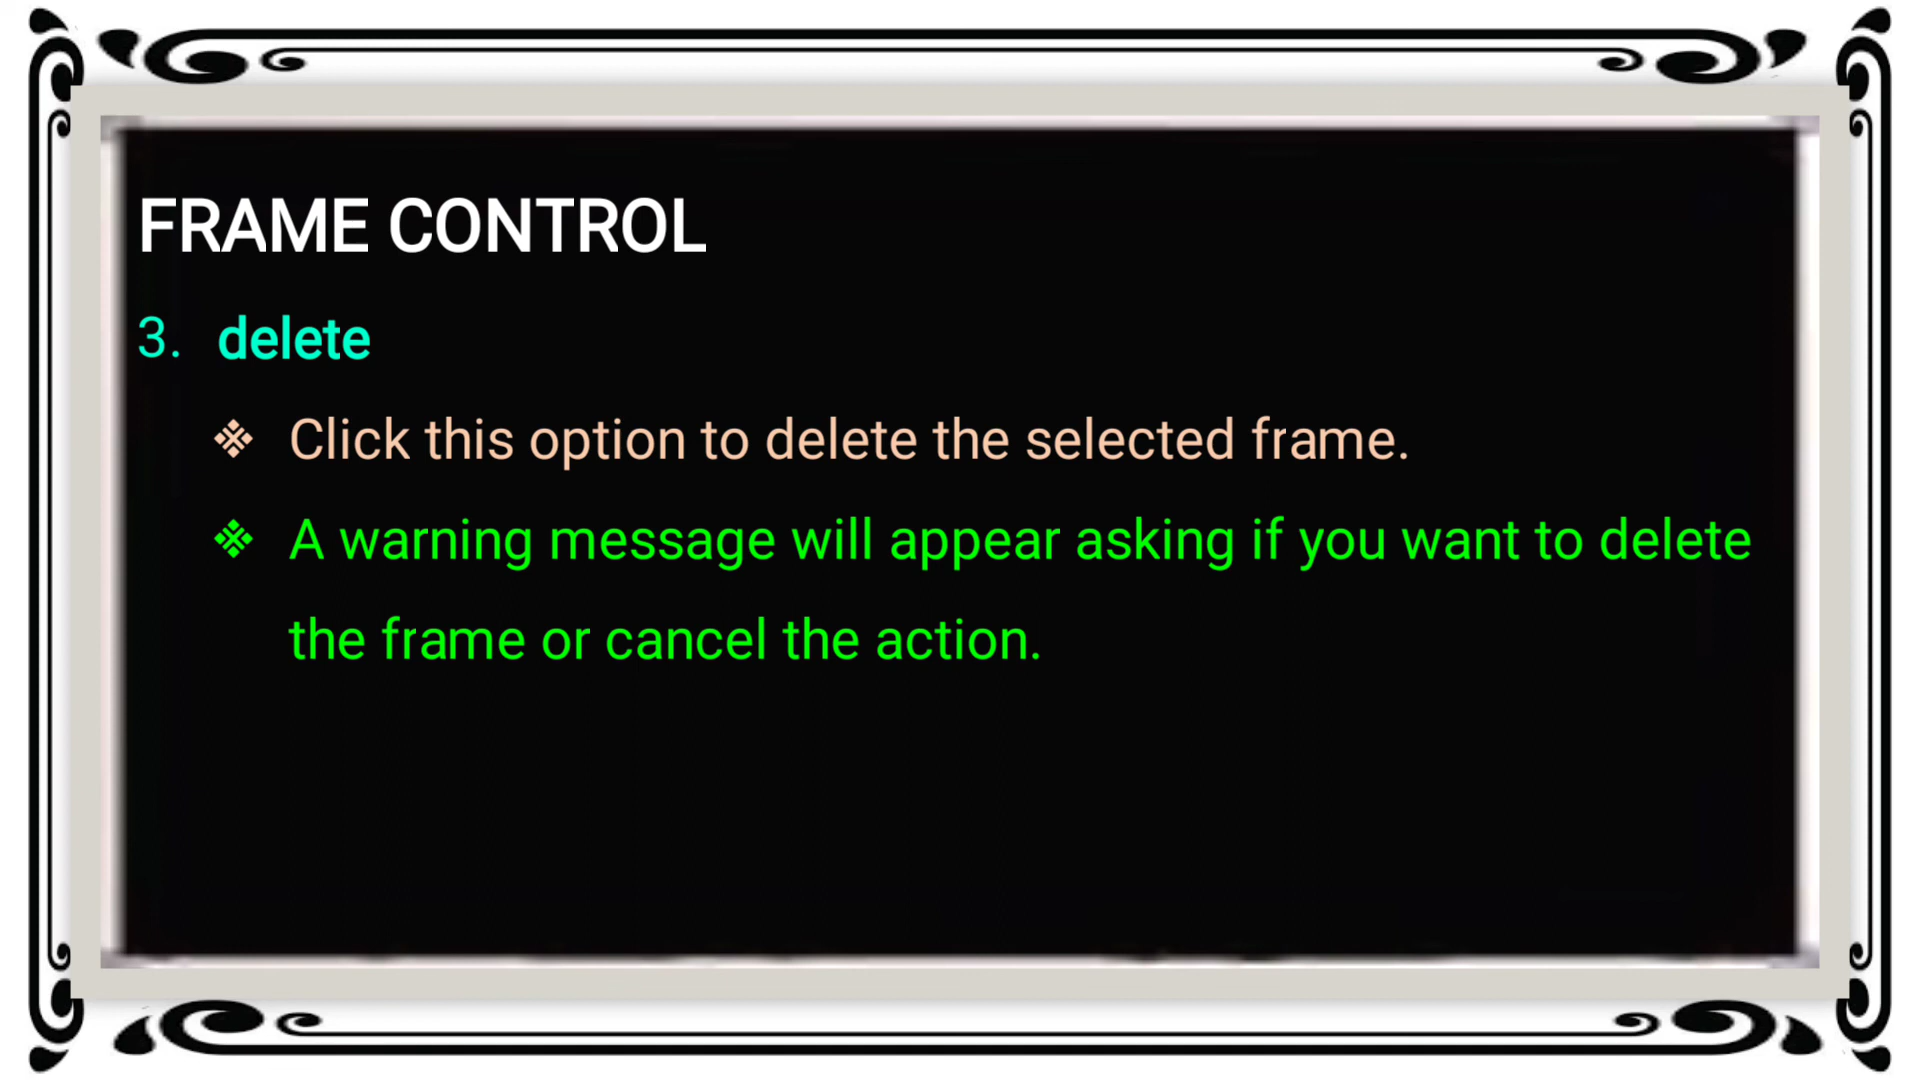 FRAME CONTROL
3. delete
❖ Click this option to delete the selected frame.
❖ A warning message will appear asking if you want to delete
the frame or cancel the action.